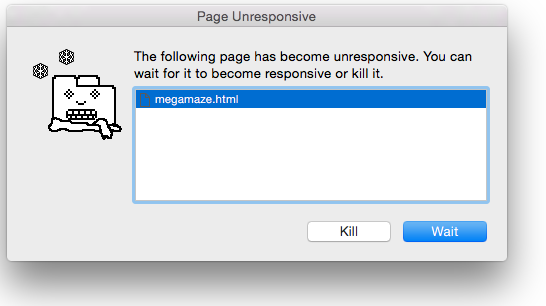 Page Unresponsive
The following page has become unresponsive. You can
wait for it to become responsive or kill it.
megamaze.html
Kill
Wait